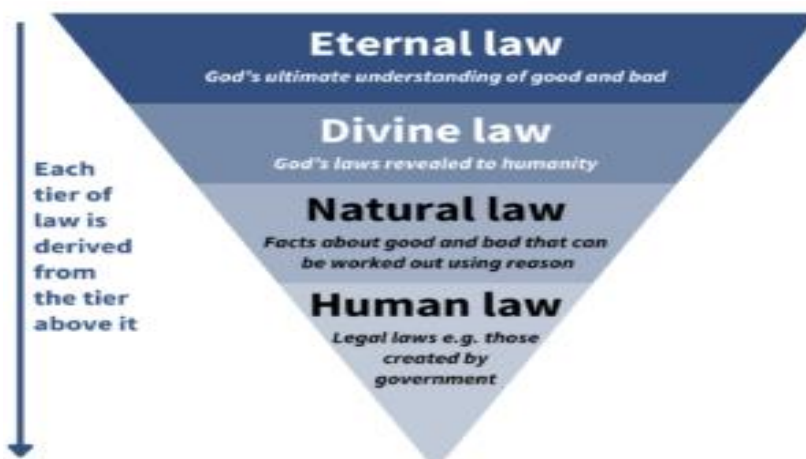 Eternal law
God's ultimate understanding of good and bad
Divine law
God's laws revealed to humanity
Natural law
Facts about good and bad that can
be worked out using reason
Human law
Legal laws e.g. those
created by
government
Each
tier of
law is
derived
from
the tier
above it